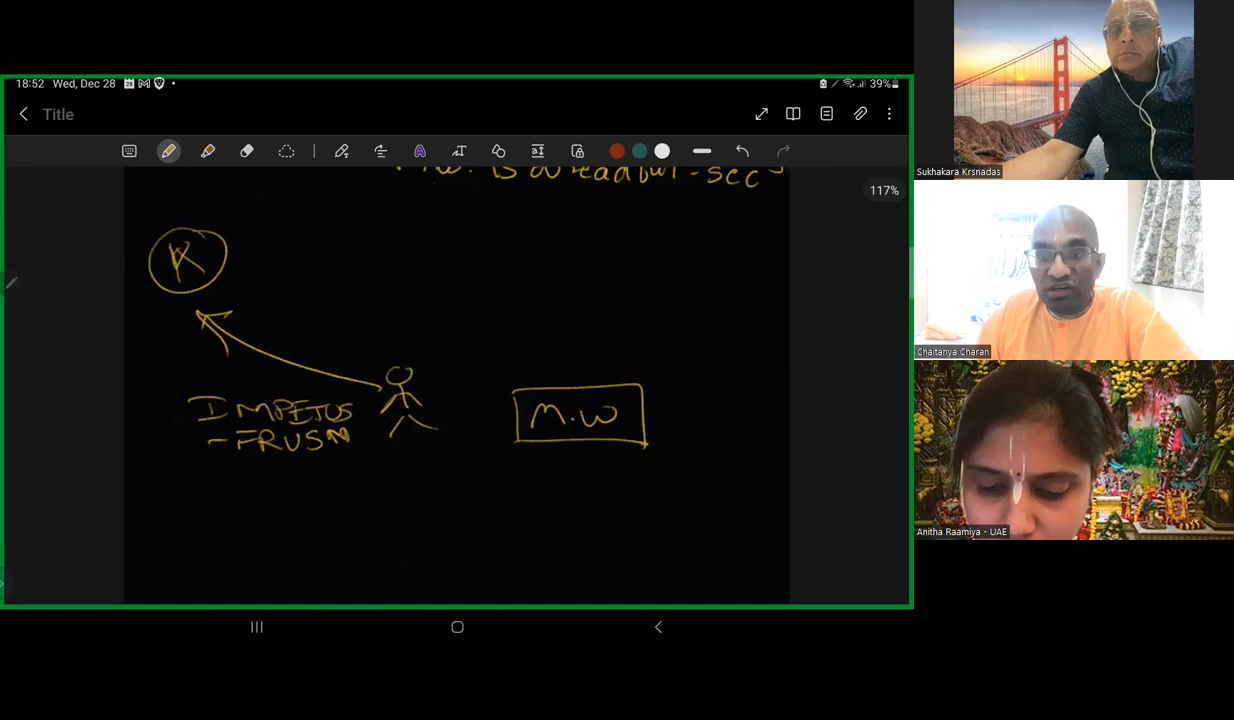 18:52 Wed, Dec 28
39%
Title
117%
K
IMPETUS
-FRUSN
M.W
Sukhakara Krsnadas
Chaitanya Charan
Anitha Raamiya - UAE